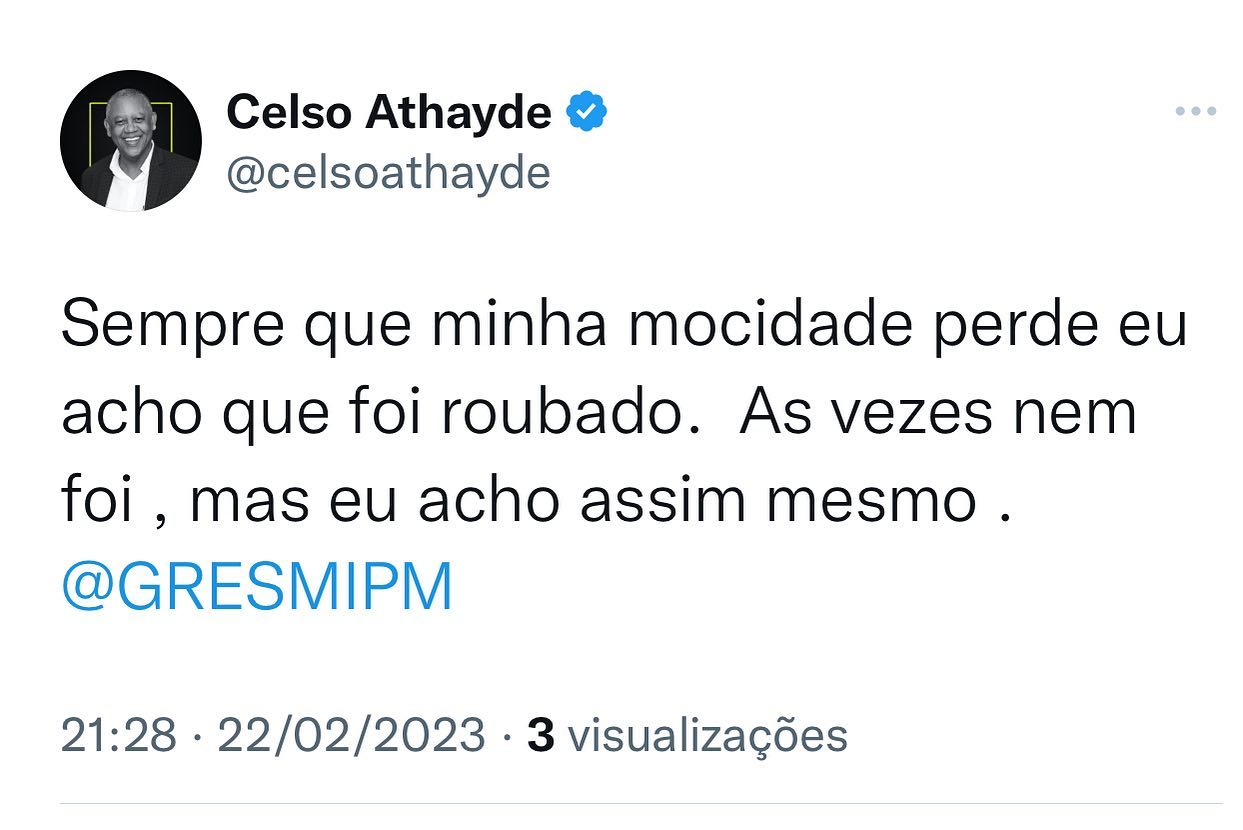 Celso Athayde
@celsoathayde
Sempre que minha mocidade perde eu
acho que foi roubado.  As vezes nem
foi , mas eu acho assim mesmo .
@GRESMIPM
21:28 · 22/02/2023 · 3 visualizações